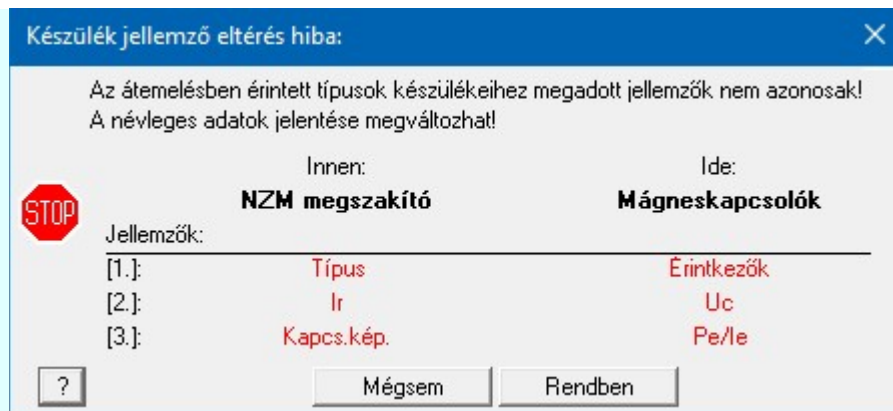 Készülék jellemző eltérés hiba:
Az átemelésben érintett típusok készülékeihez megadott jellemzők nem azonosak!
A névleges adatok jelentése megváltozhat!
Innen: Ide:
STOP NZM megszakító Mágneskapcsolók
Jellemzők:
[1.]: Típus Érintkezők
[2.]: Ir Uc
[3.]: Kapcs.kép. Pe/Ie
? Mégsem Rendben